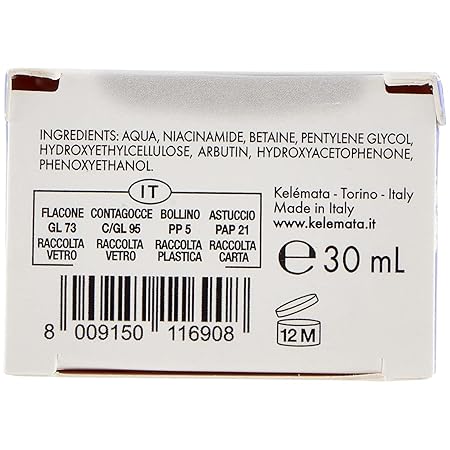 INGREDIENTS: AQUA, NIACINAMIDE, BETAINE, PENTYLENE GLYCOL,
HYDROXYETHYLCELLULOSE, ARBUTIN, HYDROXYACETOPHENONE,
PHENOXYETHANOL.
IT
FLACONE CONTAGOCCE BOLLINO ASTUCCIO
GL 73 C/GL 95 PP 5 PAP 21
RACCOLTA RACCOLTA RACCOLTA RACCOLTA
VETRO VETRO PLASTICA CARTA
Kelémata - Torino - Italy
Made in Italy
www.kelemata.it
e 30 mL
8 009150 116908
12 M